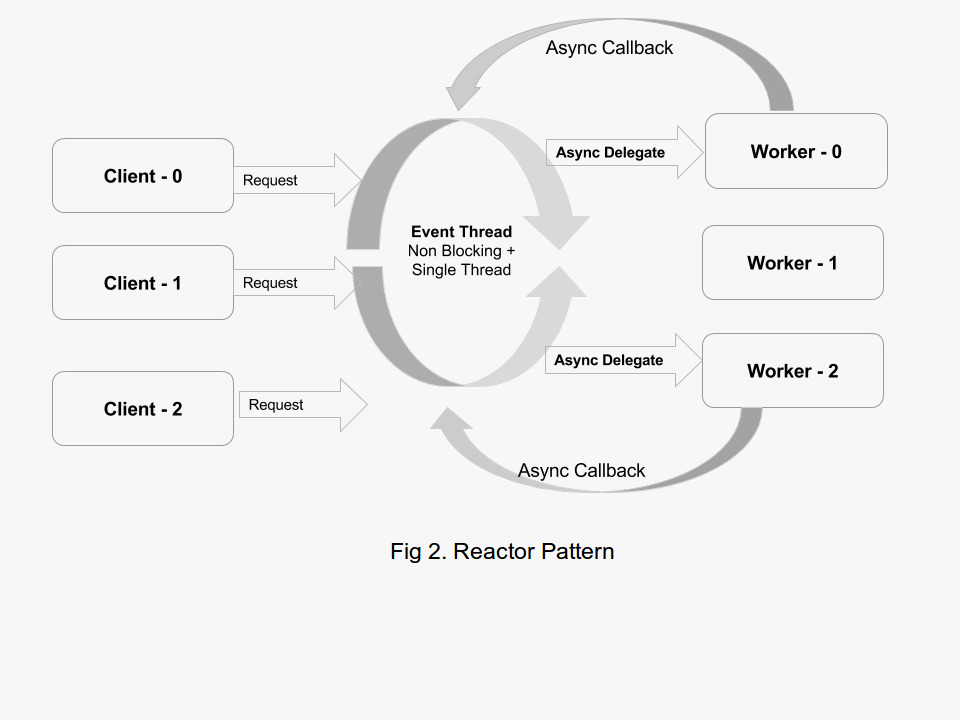 Async Callback
Client - 0
Request
Async Delegate
Worker - 0
Event Thread
Non Blocking +
Single Thread
Client - 1
Request
Worker - 1
Client - 2
Request
Async Delegate
Worker - 2
Async Callback
Fig 2. Reactor Pattern